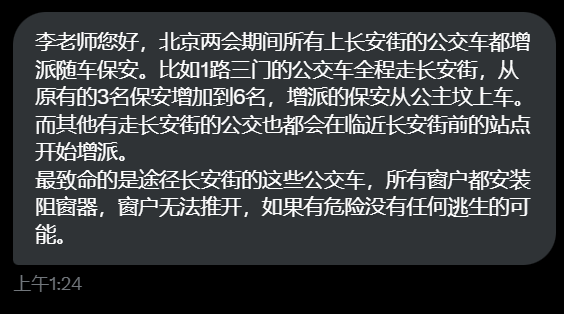 李老师您好，北京两会期间所有上长安街的公交车都增
派随车保安。比如1路三门的公交车全程走长安街，从
原有的3名保安增加到6名，增派的保安从公主坟上车。
而其他有走长安街的公交也都会在临近长安街前的站点
开始增派。
最致命的是途径长安街的这些公交车，所有窗户都安装
阻窗器，窗户无法推开，如果有危险没有任何逃生的可
能。
上午1:24